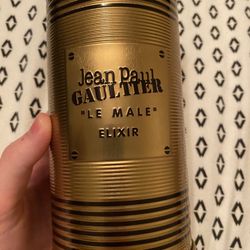 Jean Paul
GAULTIER
"LE MALE"
ELIXIR